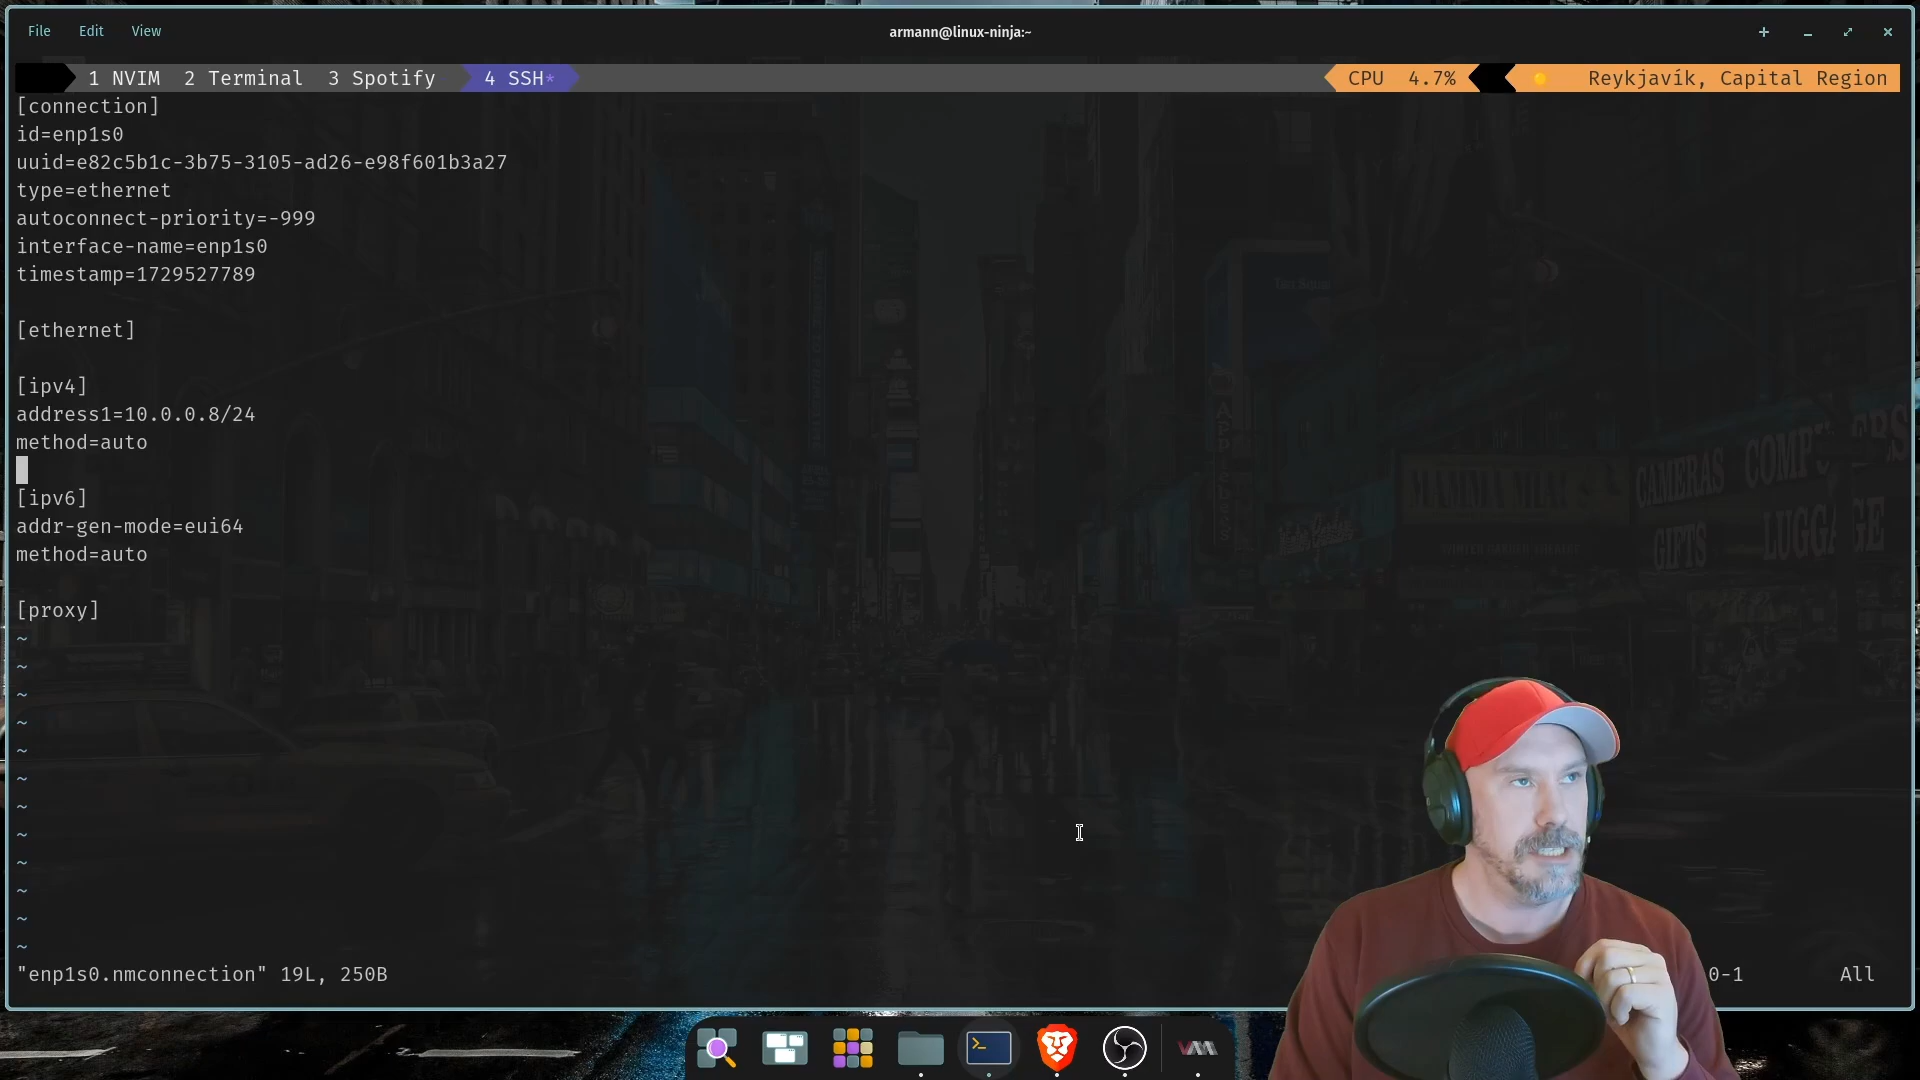 File Edit View
armann@linux-ninja:~
1 NVIM 2 Terminal 3 Spotify 4 SSH*
CPU 4.7% Reykjavík, Capital Region
[connection]
id=enp1s0
uuid=e82c5b1c-3b75-3105-ad26-e98f601b3a27
type=ethernet
autoconnect-priority=-999
interface-name=enp1s0
timestamp=1729527789
[ethernet]
[ipv4]
address1=10.0.0.8/24
method=auto
[ipv6]
addr-gen-mode=eui64
method=auto
[proxy]
~
~
~
~
~
~
~
~
~
~
~
~
CAMERAS
GIFTS
"enp1s0.nmconnection" 19L, 250B
0-1 All